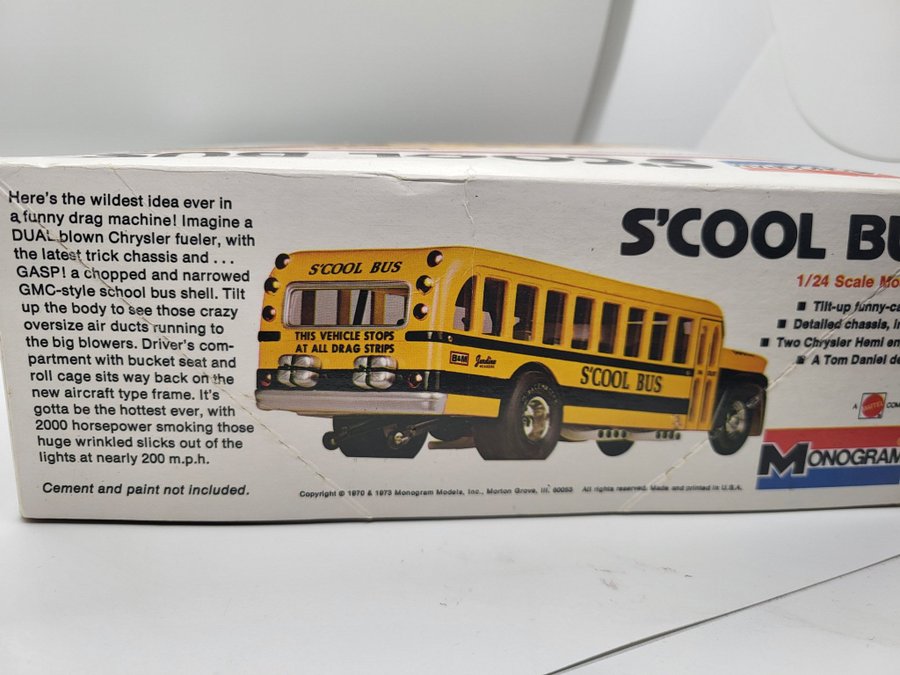 Here's the wildest idea ever in
a funny drag machine! Imagine a
DUAL blown Chrysler fueler, with
the latest trick chassis and . . .
GASP! a chopped and narrowed
GMC-style school bus shell. Tilt
up the body to see those crazy
oversize air ducts running to
the big blowers. Driver's com-
partment with bucket seat and
roll cage sits way back on the
new aircraft type frame. It's
gotta be the hottest ever, with
2000 horsepower smoking those
huge wrinkled slicks out of the
lights at nearly 200 m.p.h.
Cement and paint not included.
S'COOL BUS
THIS VEHICLE STOPS
AT ALL DRAG STRIPS
B&M
Jardine
HEADERS
S'COOL BUS
Copyright © 1970 & 1973 Monogram Models, Inc., Morton Grove, Ill. 60053 All rights reserved. Made and printed in U.S.A.
S'COOL BU
1/24 Scale Mo
■ Tilt-up funny-ca
■ Detailed chassis, in
■ Two Chrysler Hemi en
■ A Tom Daniel de
A MATTEL COM
MONOGRAM